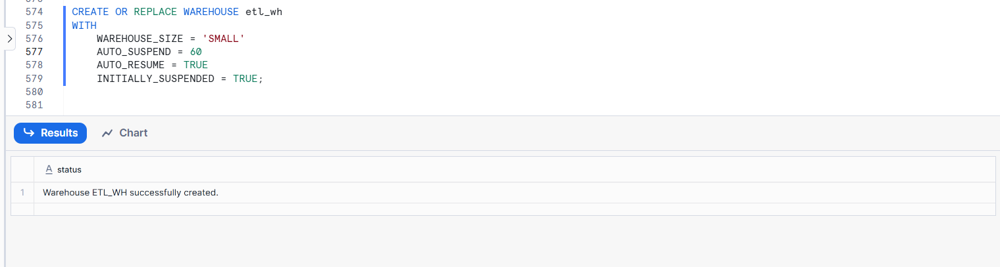 574 CREATE OR REPLACE WAREHOUSE etl_wh
575 WITH
576     WAREHOUSE_SIZE = 'SMALL'
577     AUTO_SUSPEND = 60
578     AUTO_RESUME = TRUE
579     INITIALLY_SUSPENDED = TRUE;
580
581
Results Chart
A status
1 Warehouse ETL_WH successfully created.